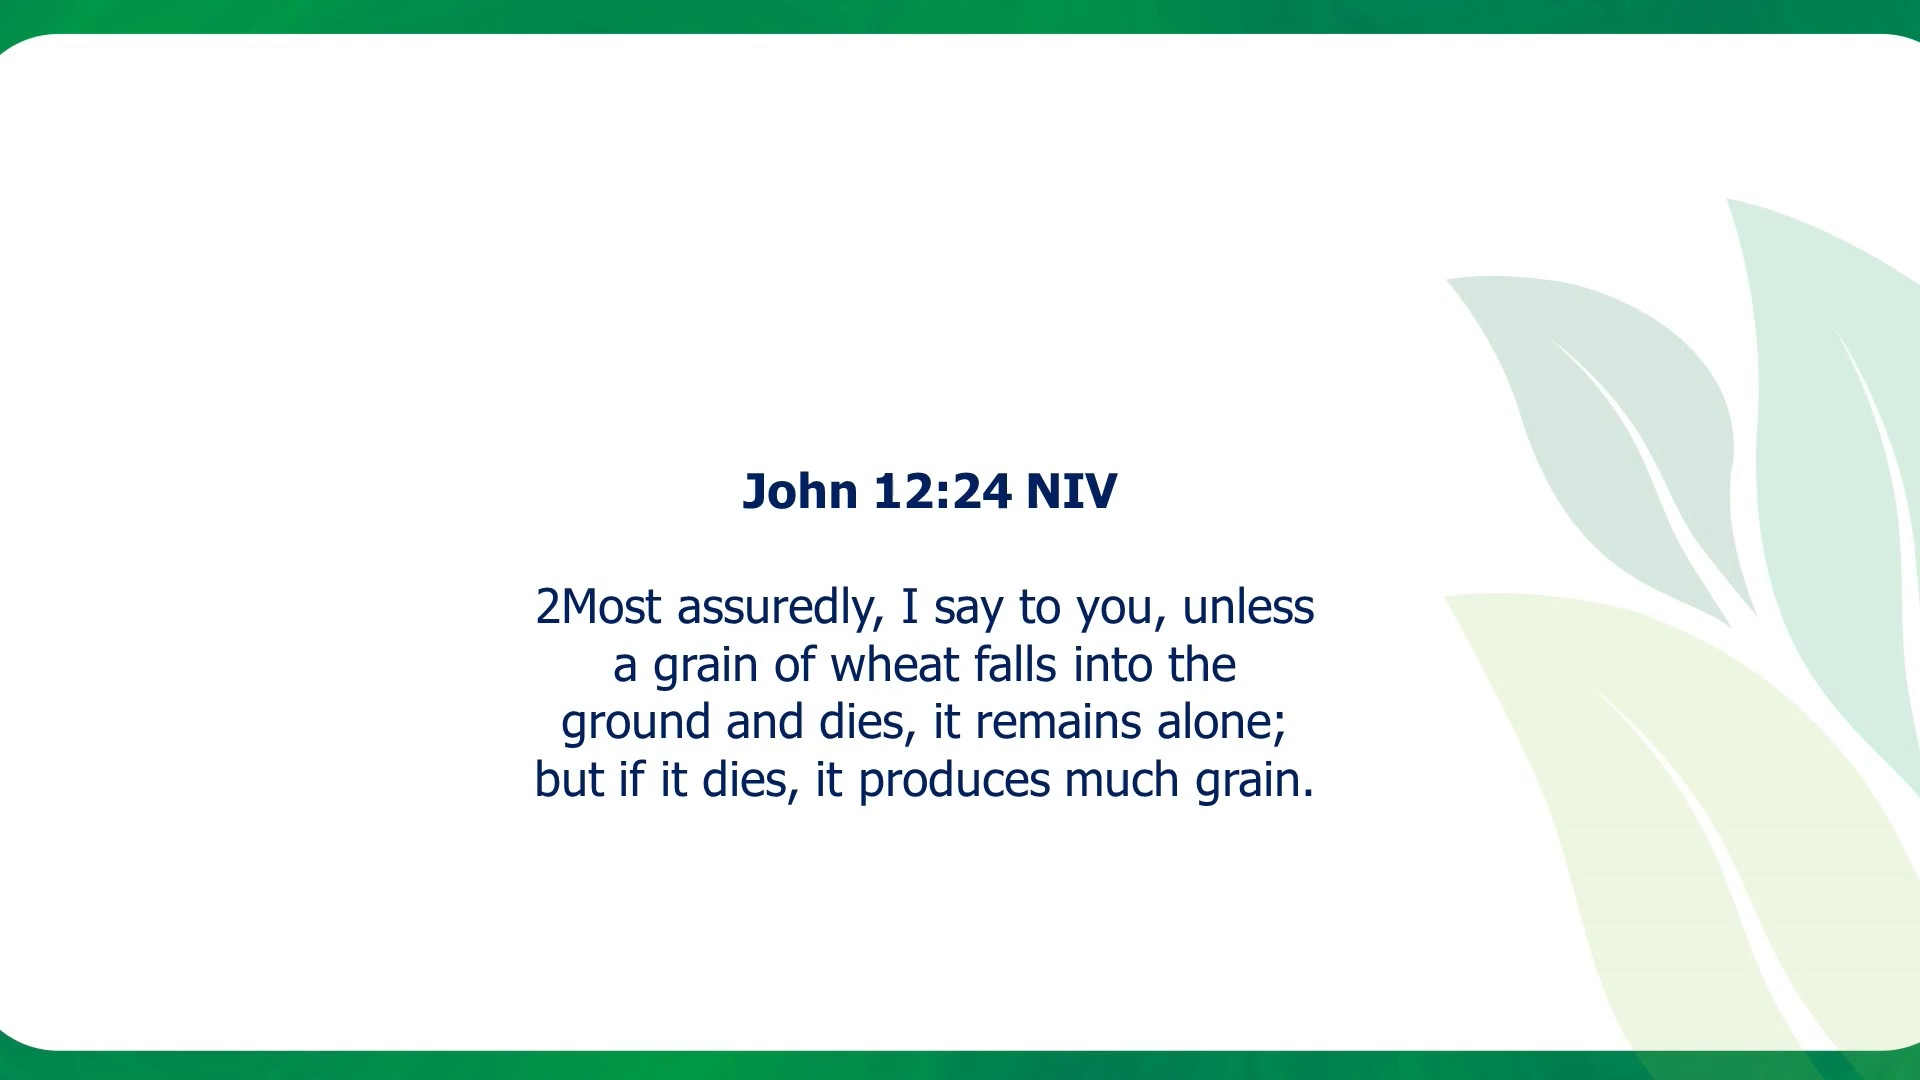 John 12:24 NIV
2Most assuredly, I say to you, unless
a grain of wheat falls into the
ground and dies, it remains alone;
but if it dies, it produces much grain.